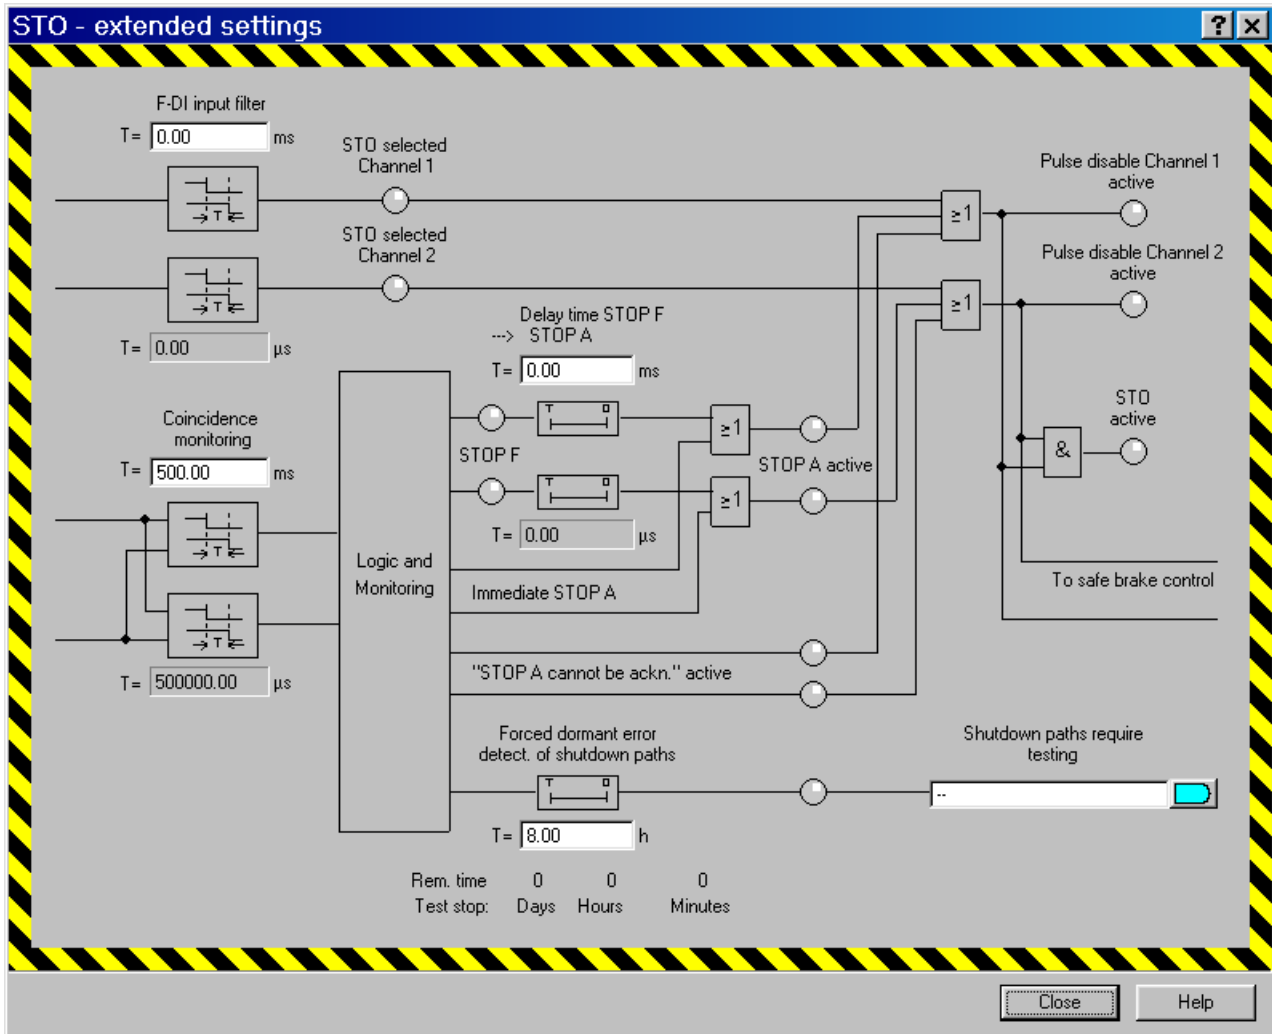 STO - extended settings
F-DI input filter
T= 0.00 ms
STO selected
Channel 1
Pulse disable Channel 1
active
≥1
T
STO selected
Channel 2
Pulse disable Channel 2
active
≥1
T
T= 0.00 µs
Delay time STOP F
---> STOP A
T= 0.00 ms
Coincidence
monitoring
T= 500.00 ms
T 0
≥1
STO
active
&
STOP F
STOP A active
T 0
≥1
T= 0.00 µs
T
Logic and
Monitoring
Immediate STOP A
To safe brake control
T
T= 500000.00 µs
"STOP A cannot be ackn." active
Forced dormant error
detect. of shutdown paths
Shutdown paths require
testing
T 0
--
T= 8.00 h
Rem. time 0 0 0
Test stop: Days Hours Minutes
Close Help